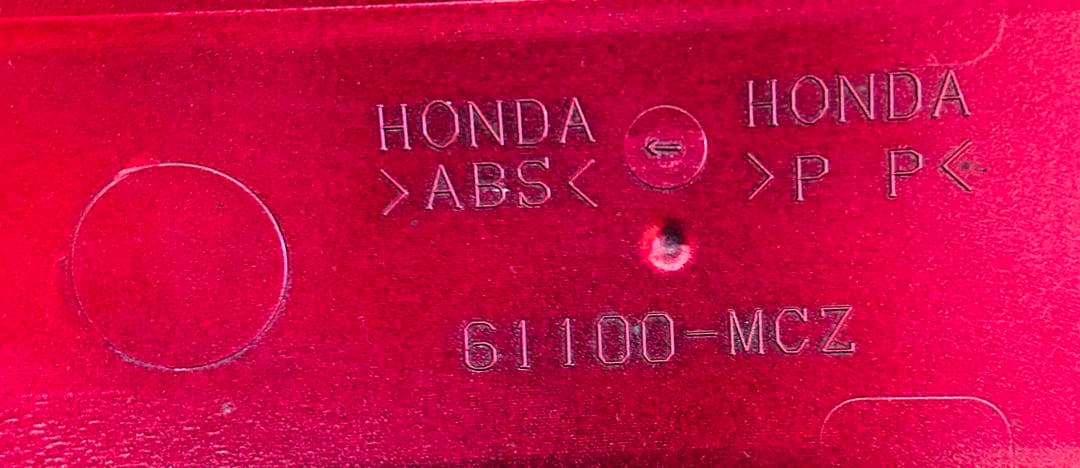 HONDA
>ABS<
←
HONDA
>P P<
61100-MCZ